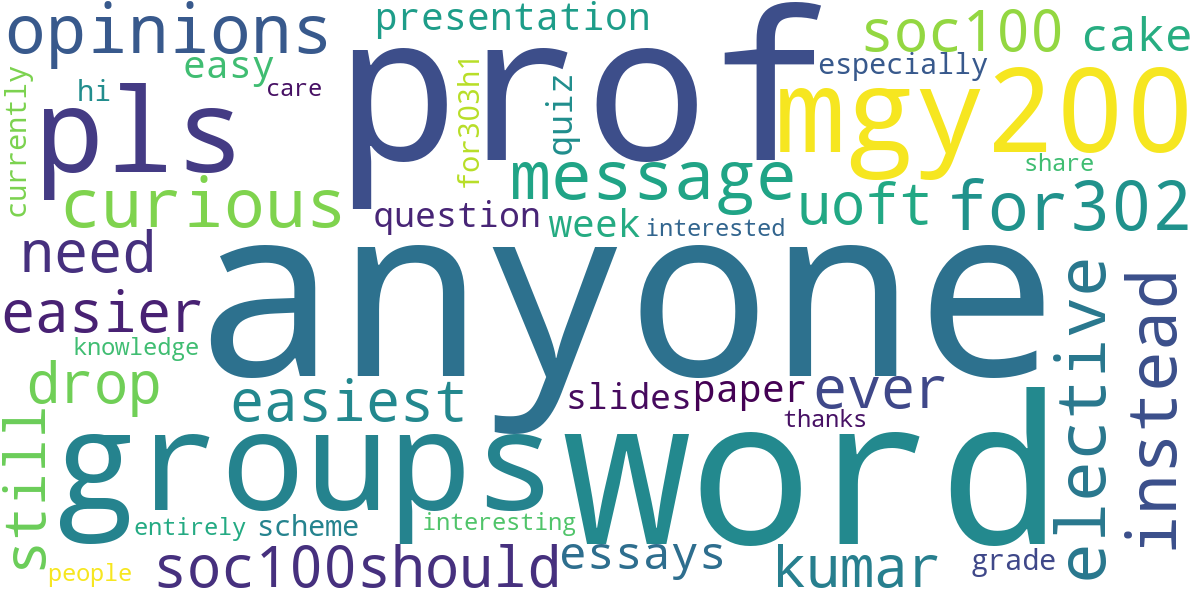 opinions
presentation
prof
soc100
cake
easy
especially
hi
care
pls
currently
for303h1
quiz
mgy200
message
share
curious
question
week
interested
uoft
for302
need
anyone
easier
knowledge
drop
easiest
slides
paper
ever
elective
instead
thanks
still
groups
word
entirely
scheme
interesting
people
soc100should
essays
kumar
grade